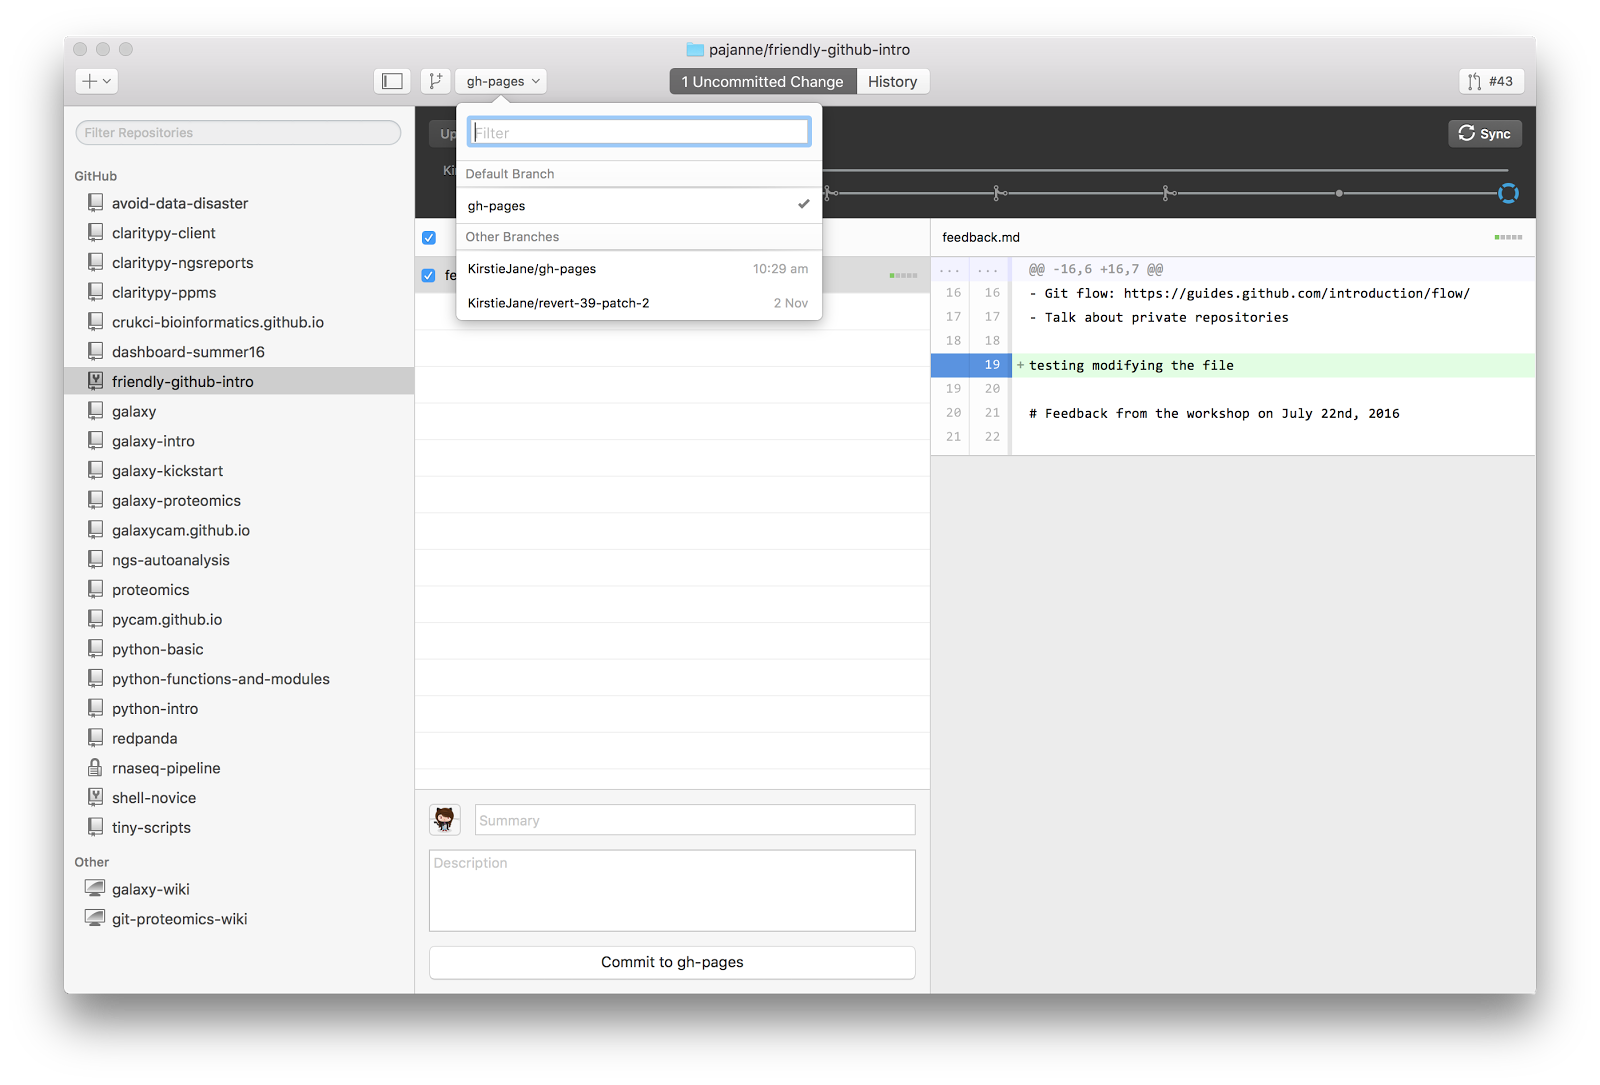 pajanne/friendly-github-intro
gh-pages
1 Uncommitted Change
History
#43
Filter Repositories
GitHub
avoid-data-disaster
claritypy-client
claritypy-ngsreports
claritypy-ppms
crukci-bioinformatics.github.io
dashboard-summer16
friendly-github-intro
galaxy
galaxy-intro
galaxy-kickstart
galaxy-proteomics
galaxycam.github.io
ngs-autoanalysis
proteomics
pycam.github.io
python-basic
python-functions-and-modules
python-intro
redpanda
rnaseq-pipeline
shell-novice
tiny-scripts
Other
galaxy-wiki
git-proteomics-wiki
Up
Sync
Filter
Default Branch
gh-pages
Other Branches
KirstieJane/gh-pages 10:29 am
KirstieJane/revert-39-patch-2 2 Nov
Ki
fe
Summary
Description
Commit to gh-pages
feedback.md
... ... @@ -16,6 +16,7 @@
16 16 - Git flow: https://guides.github.com/introduction/flow/
17 17 - Talk about private repositories
18 18
19 + testing modifying the file
19 20
20 21 # Feedback from the workshop on July 22nd, 2016
21 22